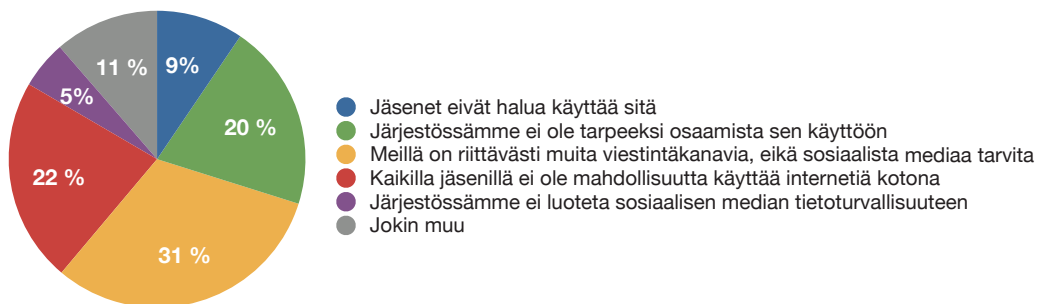 9%
20 %
31 %
22 %
5%
11 %
Jäsenet eivät halua käyttää sitä
Järjestössämme ei ole tarpeeksi osaamista sen käyttöön
Meillä on riittävästi muita viestintäkanavia, eikä sosiaalista mediaa tarvita
Kaikilla jäsenillä ei ole mahdollisuutta käyttää internetiä kotona
Järjestössämme ei luoteta sosiaalisen median tietoturvallisuuteen
Jokin muu